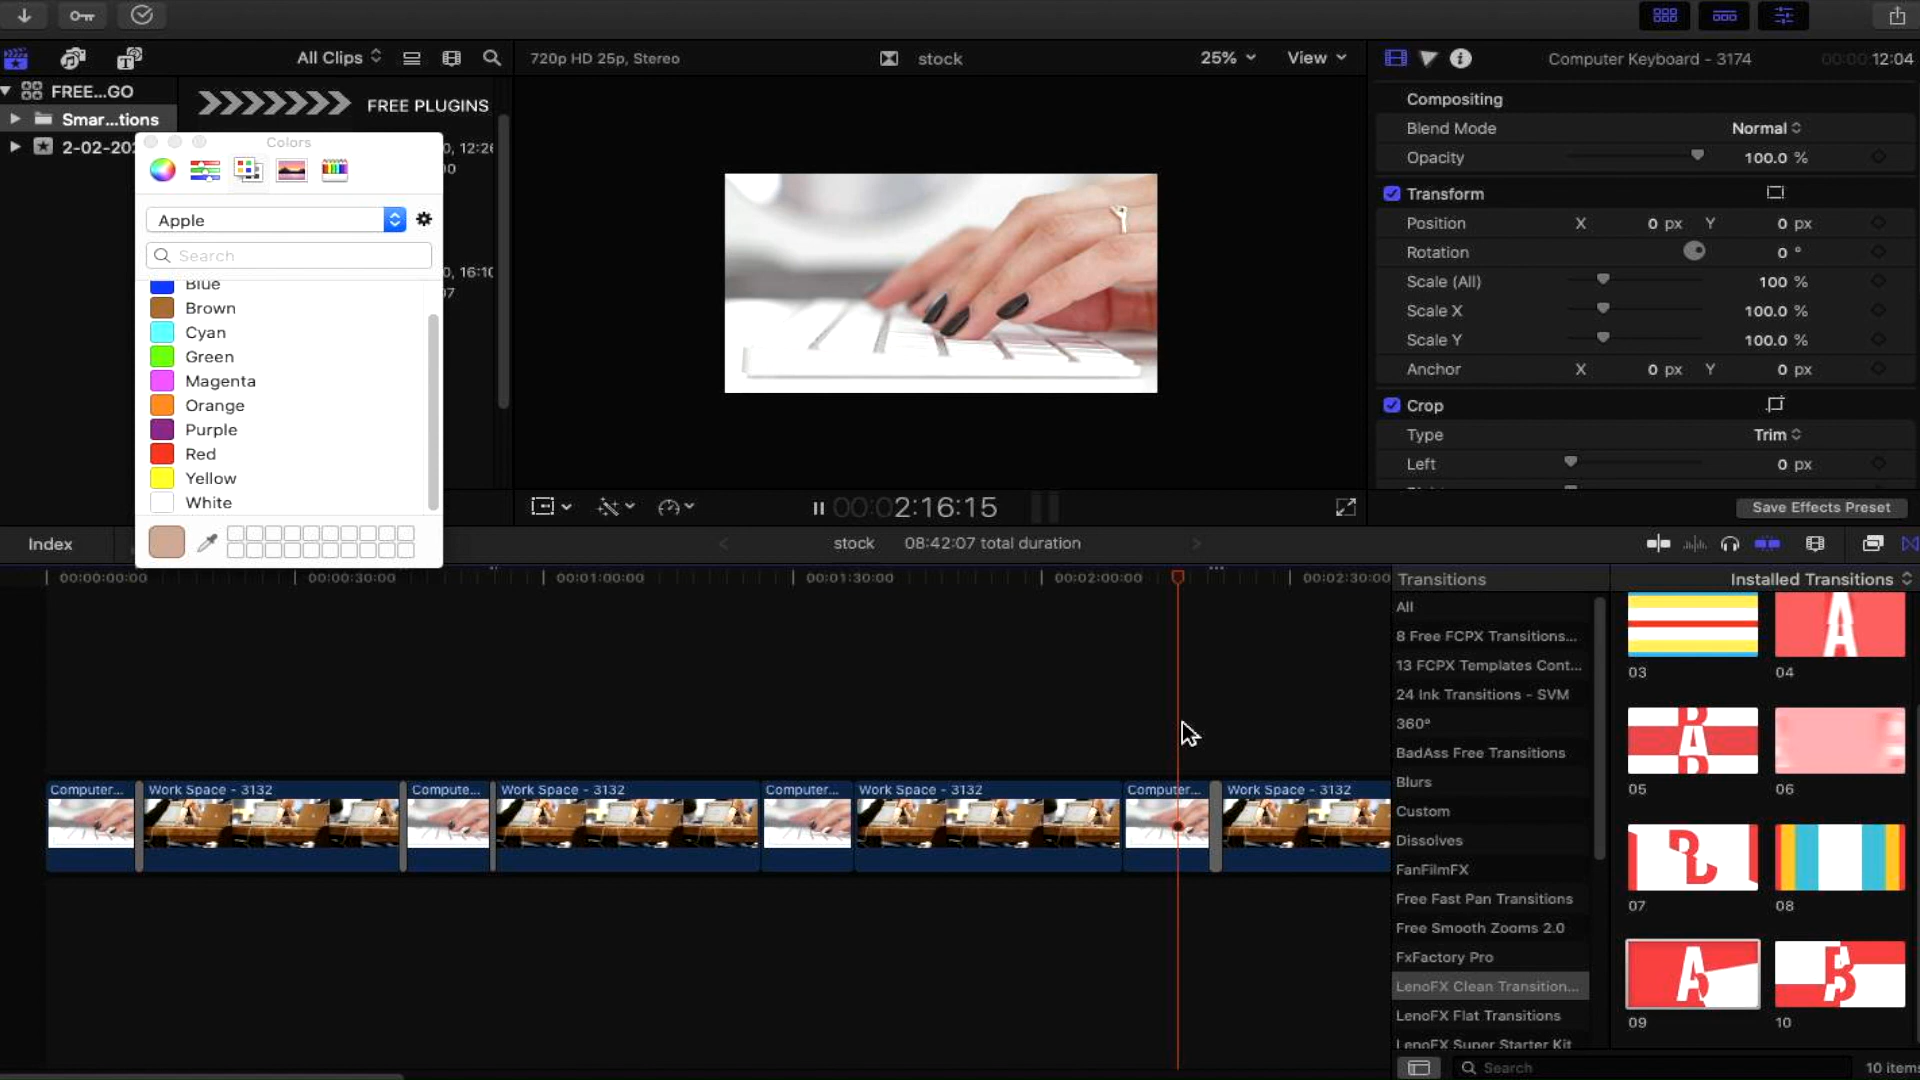 All Clips
720p HD 25p, Stereo
stock
25%
View
Computer Keyboard - 3174
00:00:12:04
FREE...GO
FREE PLUGINS
Smar...tions
2-02-20
Colors
Apple
Search
Blue
Brown
Cyan
Green
Magenta
Orange
Purple
Red
Yellow
White
Compositing
Blend Mode
Normal
Opacity
100.0 %
Transform
Position
X
0 px
Y
0 px
Rotation
0 °
Scale (All)
100 %
Scale X
100.0 %
Scale Y
100.0 %
Anchor
X
0 px
Y
0 px
Crop
Type
Trim
Left
0 px
00:02:16:15
Save Effects Preset
Index
stock
08:42:07 total duration
00:00:00:00
00:00:30:00
00:01:00:00
00:01:30:00
00:02:00:00
00:02:30:00
Computer...
Work Space - 3132
Compute...
Work Space - 3132
Computer...
Work Space - 3132
Computer...
Work Space - 3132
Transitions
Installed Transitions
All
8 Free FCPX Transitions...
13 FCPX Templates Cont...
24 Ink Transitions - SVM
360°
BadAss Free Transitions
Blurs
Custom
Dissolves
FanFilmFX
Free Fast Pan Transitions
Free Smooth Zooms 2.0
FxFactory Pro
LenoFX Clean Transition...
LenoFX Flat Transitions
LenoFX Super Starter Kit
03
04
05
06
07
08
09
10
Search
10 items